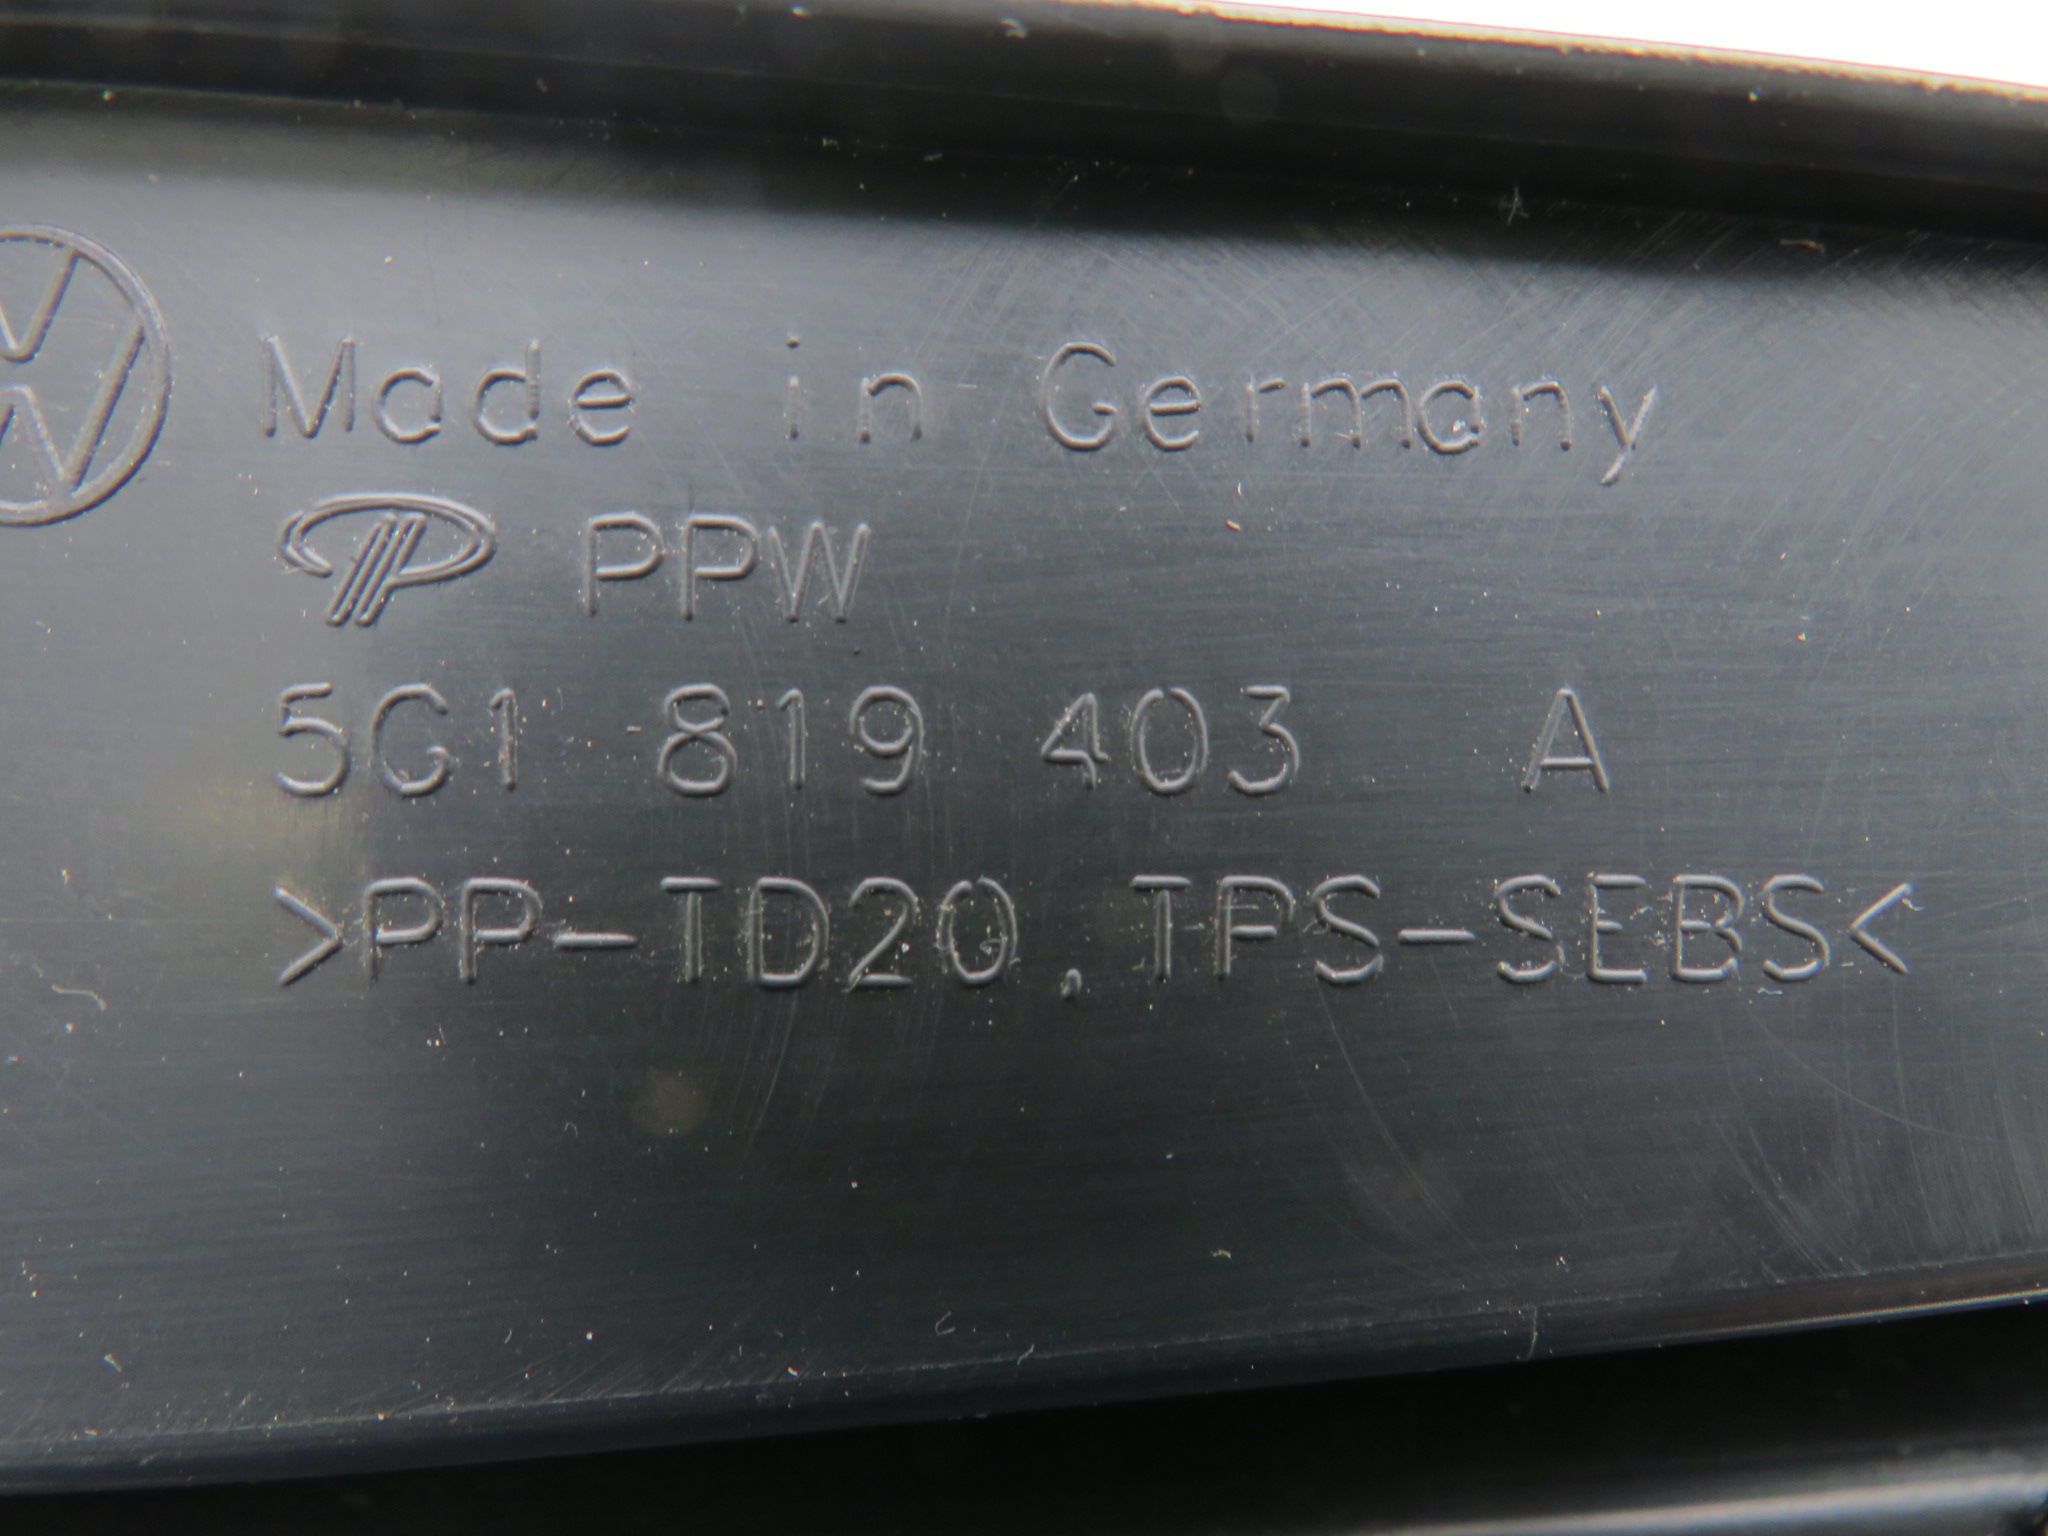 Made in Germany
PPW
5G1 819 403 A
>PP-TD20.TPS-SEBS<